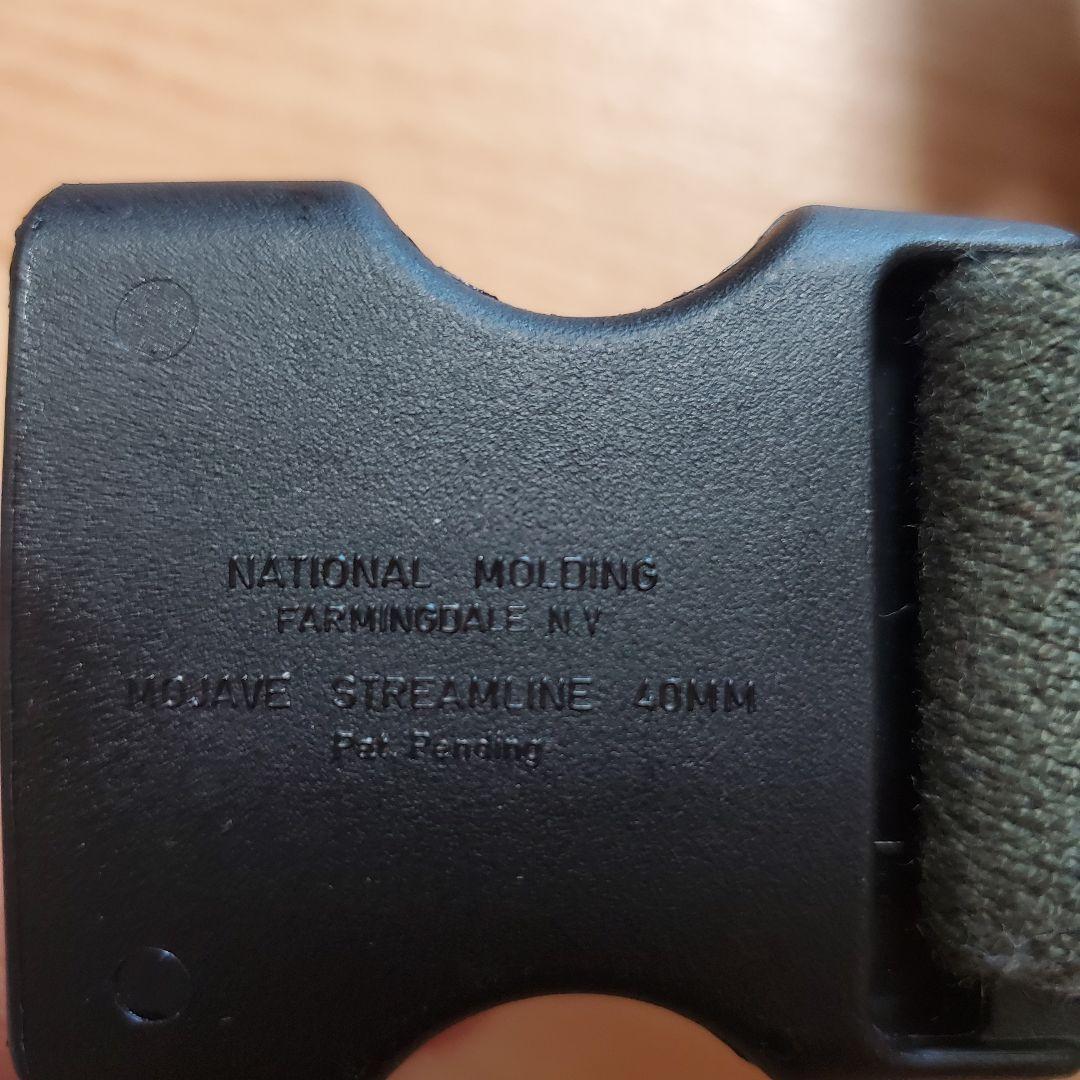 NATIONAL MOLDING
FARMINGDALE N.Y
MOJAVE STREAMLINE 40MM
Pat. Pending